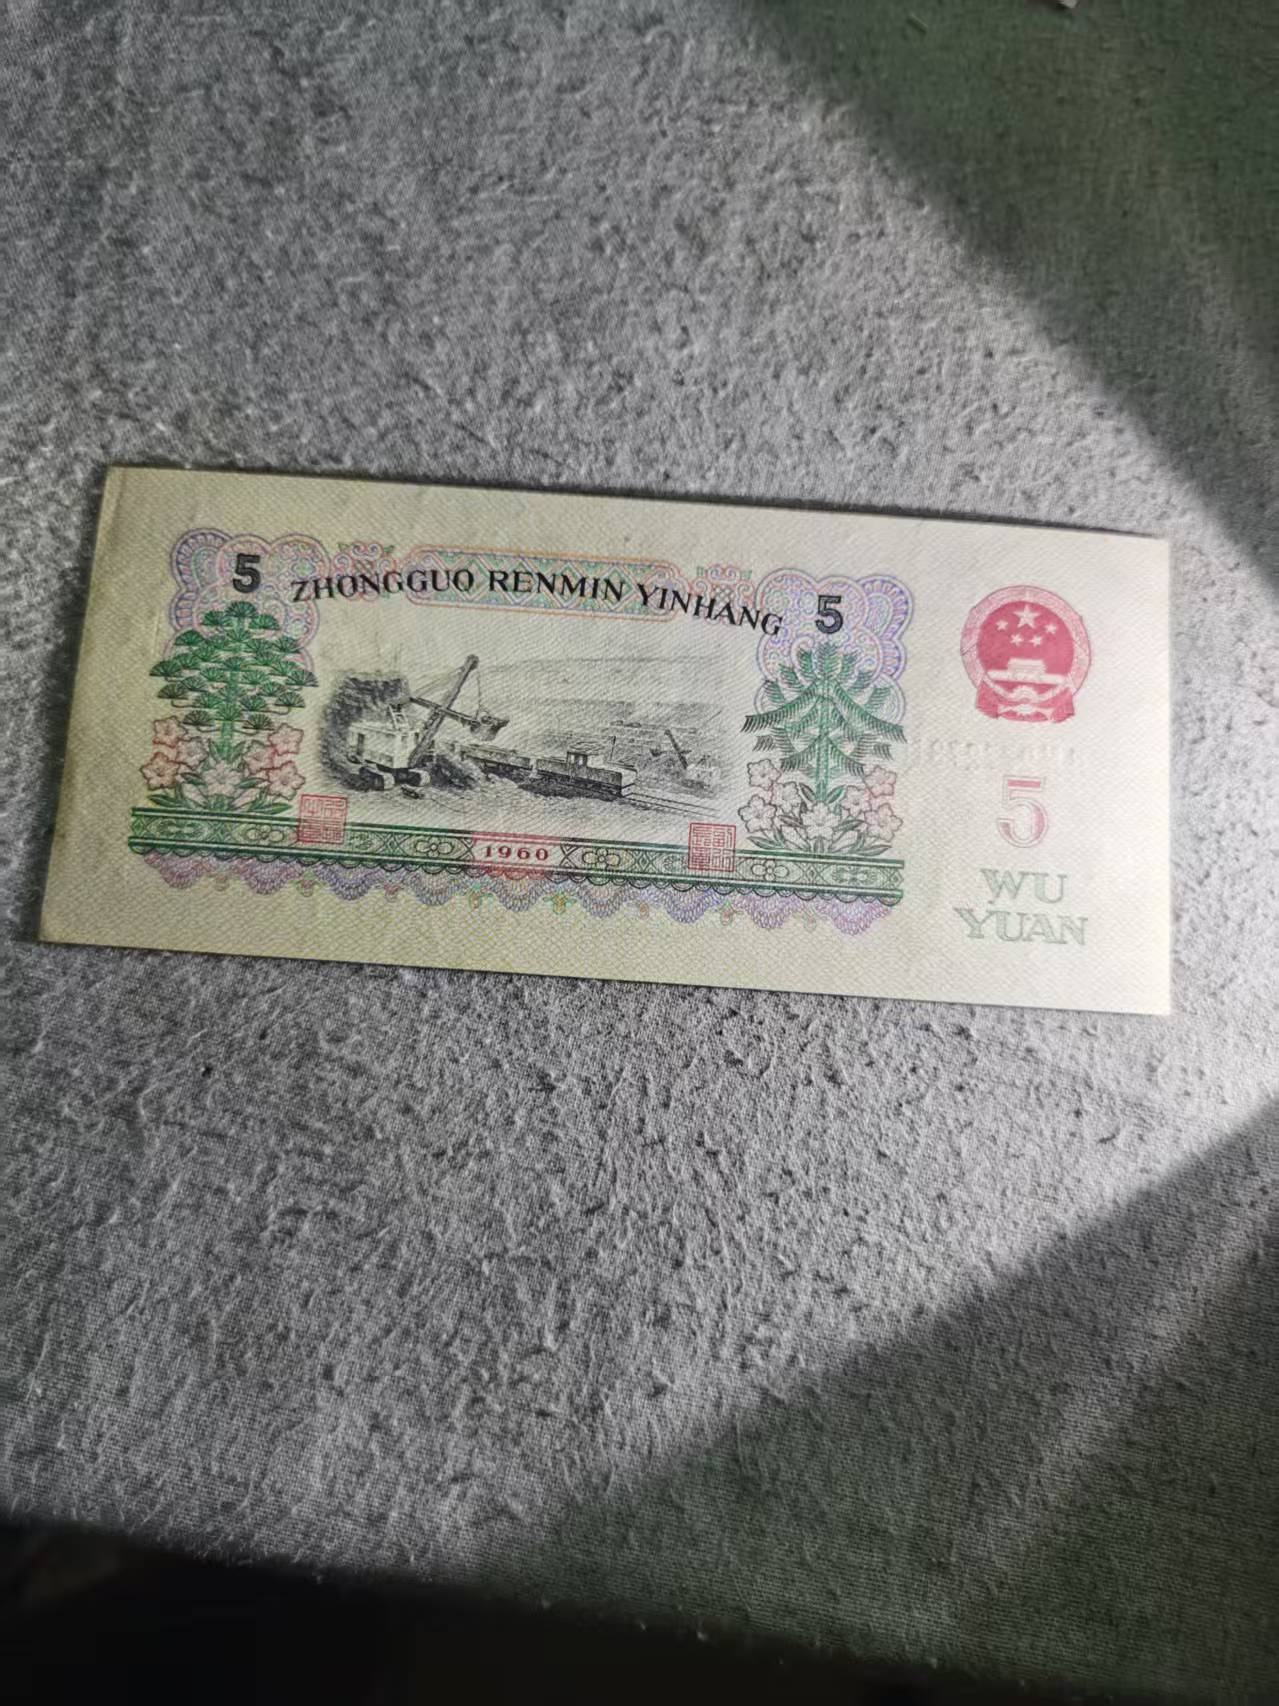 5 ZHONGGUO RENMIN YINHANG 5
1960
5
WU
YUAN